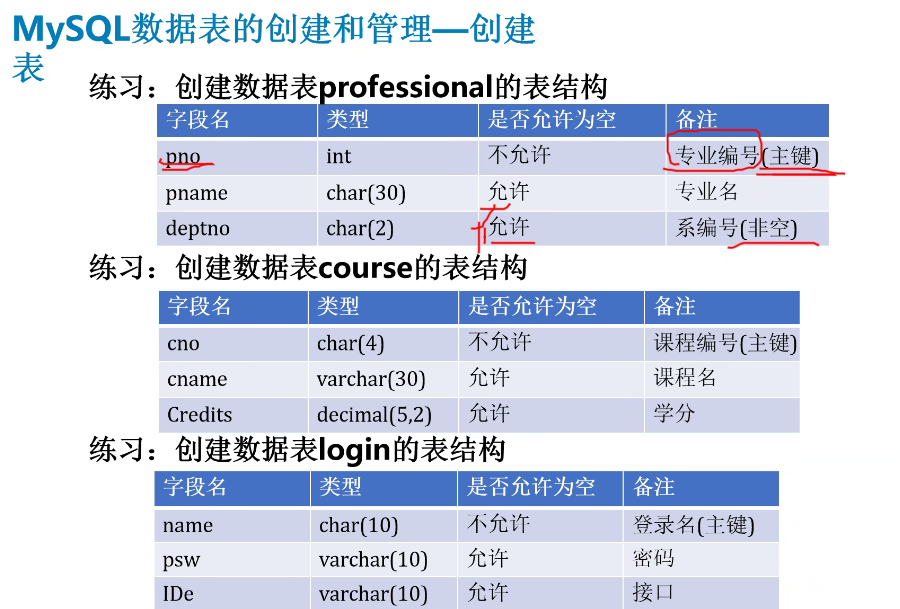 MySQL数据表的创建和管理—创建
表
练习：创建数据表professional的表结构
字段名 类型 是否允许为空 备注
pno int 不允许 专业编号(主键)
pname char(30) 允许 专业名
deptno char(2) 允许 系编号(非空)
练习：创建数据表course的表结构
字段名 类型 是否允许为空 备注
cno char(4) 不允许 课程编号(主键)
cname varchar(30) 允许 课程名
Credits decimal(5,2) 允许 学分
练习：创建数据表login的表结构
字段名 类型 是否允许为空 备注
name char(10) 不允许 登录名(主键)
psw varchar(10) 允许 密码
IDe varchar(10) 允许 接口